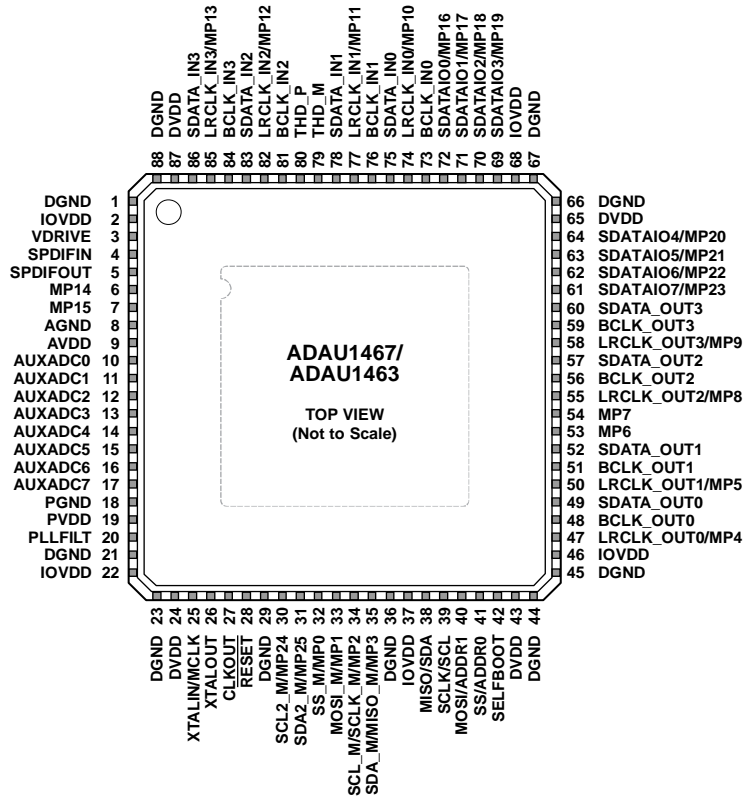 88 DGND
87 DVDD
86 SDATA_IN3
85 LRCLK_IN3/MP13
84 BCLK_IN3
83 SDATA_IN2
82 LRCLK_IN2/MP12
81 BCLK_IN2
80 THD_P
79 THD_M
78 SDATA_IN1
77 LRCLK_IN1/MP11
76 BCLK_IN1
75 SDATA_IN0
74 LRCLK_IN0/MP10
73 BCLK_IN0
72 SDATAIO0/MP16
71 SDATAIO1/MP17
70 SDATAIO2/MP18
69 SDATAIO3/MP19
68 IOVDD
67 DGND
DGND 1
IOVDD 2
VDRIVE 3
SPDIFIN 4
SPDIFOUT 5
MP14 6
MP15 7
AGND 8
AVDD 9
AUXADC0 10
AUXADC1 11
AUXADC2 12
AUXADC3 13
AUXADC4 14
AUXADC5 15
AUXADC6 16
AUXADC7 17
PGND 18
PVDD 19
PLLFILT 20
DGND 21
IOVDD 22
ADAU1467/
ADAU1463
TOP VIEW
(Not to Scale)
66 DGND
65 DVDD
64 SDATAIO4/MP20
63 SDATAIO5/MP21
62 SDATAIO6/MP22
61 SDATAIO7/MP23
60 SDATA_OUT3
59 BCLK_OUT3
58 LRCLK_OUT3/MP9
57 SDATA_OUT2
56 BCLK_OUT2
55 LRCLK_OUT2/MP8
54 MP7
53 MP6
52 SDATA_OUT1
51 BCLK_OUT1
50 LRCLK_OUT1/MP5
49 SDATA_OUT0
48 BCLK_OUT0
47 LRCLK_OUT0/MP4
46 IOVDD
45 DGND
DGND 23
DVDD 24
XTALIN/MCLK 25
XTALOUT 26
CLKOUT 27
RESET 28
DGND 29
SCL2_M/MP24 30
SDA2_M/MP25 31
SS_M/MP0 32
MOSI_M/MP1 33
SCL_M/SCLK_M/MP2 34
SDA_M/MISO_M/MP3 35
DGND 36
IOVDD 37
MISO/SDA 38
SCLK/SCL 39
MOSI/ADDR1 40
SS/ADDR0 41
SELFBOOT 42
DVDD 43
DGND 44